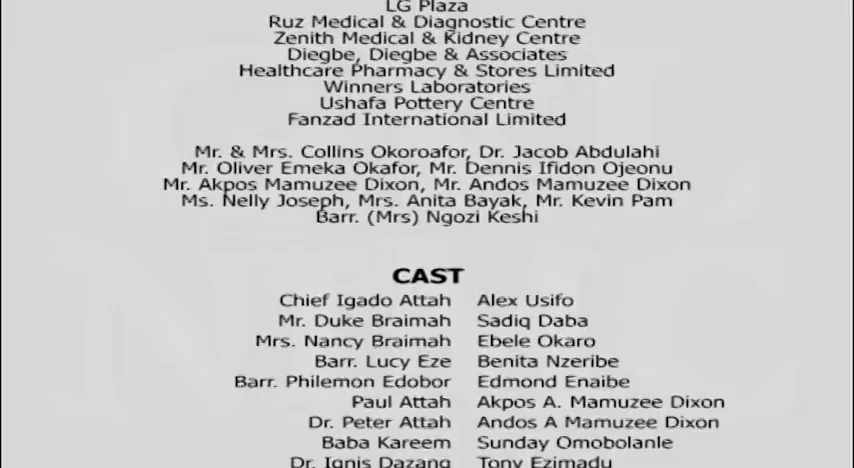 LG Plaza
Ruz Medical & Diagnostic Centre
Zenith Medical & Kidney Centre
Diegbe, Diegbe & Associates
Healthcare Pharmacy & Stores Limited
Winners Laboratories
Ushafa Pottery Centre
Fanzad International Limited
Mr. & Mrs. Collins Okoroafor, Dr. Jacob Abdulahi
Mr. Oliver Emeka Okafor, Mr. Dennis Ifidon Ojeonu
Mr. Akpos Mamuzee Dixon, Mr. Andos Mamuzee Dixon
Ms. Nelly Joseph, Mrs. Anita Bayak, Mr. Kevin Pam
Barr. (Mrs) Ngozi Keshi
CAST
Chief Igado Attah Alex Usifo
Mr. Duke Braimah Sadiq Daba
Mrs. Nancy Braimah Ebele Okaro
Barr. Lucy Eze Benita Nzeribe
Barr. Philemon Edobor Edmond Enaibe
Paul Attah Akpos A. Mamuzee Dixon
Dr. Peter Attah Andos A Mamuzee Dixon
Baba Kareem Sunday Omobolanle
Dr. Ignis Dazang Tony Ezimadu